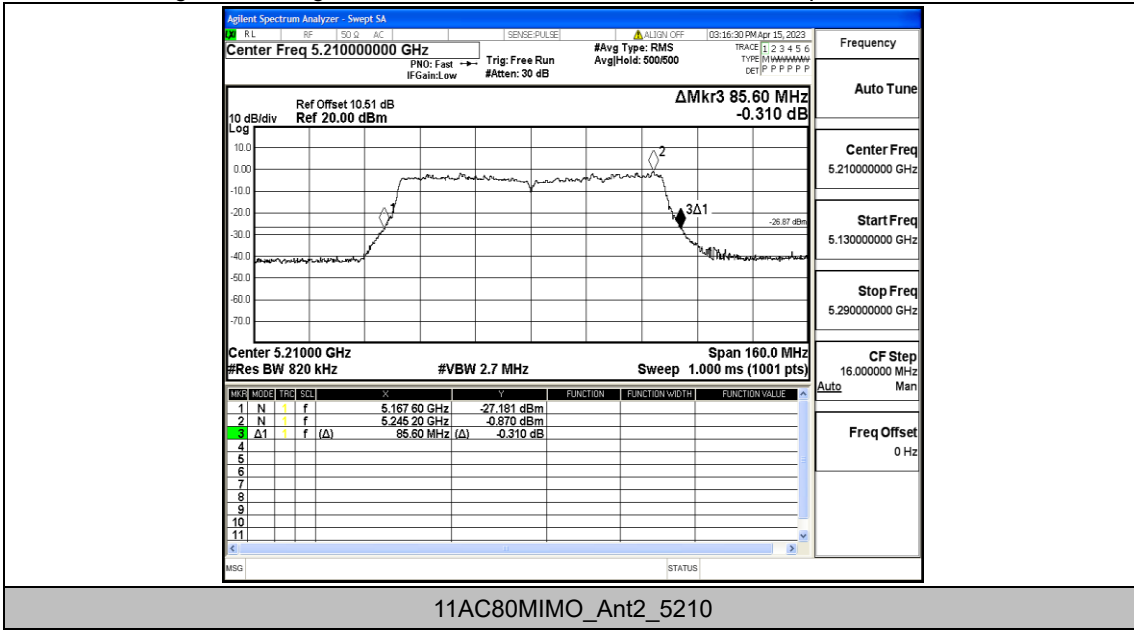 Agilent Spectrum Analyzer - Swept SA
RL RF 50 Ω AC SENSE:PULSE ALIGN OFF 03:16:30 PM Apr 15, 2023
Center Freq 5.210000000 GHz
PNO: Fast
IFGain:Low
Trig: Free Run
#Atten: 30 dB
#Avg Type: RMS
Avg|Hold: 500/500
TRACE 1 2 3 4 5 6
TYPE M WWWWW
DET P P P P P P
Ref Offset 10.51 dB
Ref 20.00 dBm
10 dB/div
Log
ΔMkr3 85.60 MHz
-0.310 dB
10.0
0.00
-10.0
-20.0
-30.0
-40.0
-50.0
-60.0
-70.0
1
2
3Δ1
-26.87 dBm
Center 5.21000 GHz Span 160.0 MHz
#Res BW 820 kHz #VBW 2.7 MHz Sweep 1.000 ms (1001 pts)
MKR MODE TRC SCL X Y FUNCTION FUNCTION WIDTH FUNCTION VALUE
1 N 1 f 5.167 60 GHz -27.181 dBm
2 N 1 f 5.245 20 GHz -0.870 dBm
3 Δ1 1 f (Δ) 85.60 MHz (Δ) -0.310 dB
4
5
6
7
8
9
10
11
MSG STATUS
Frequency
Auto Tune
Center Freq
5.210000000 GHz
Start Freq
5.130000000 GHz
Stop Freq
5.290000000 GHz
CF Step
16.000000 MHz
Auto Man
Freq Offset
0 Hz
11AC80MIMO_Ant2_5210